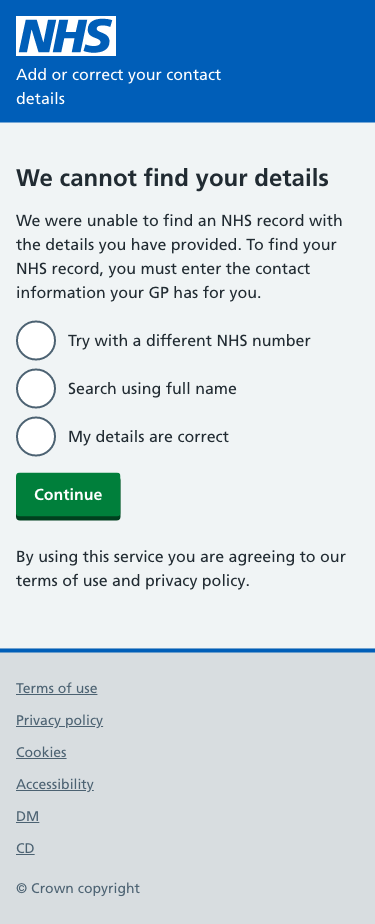 NHS
Add or correct your contact
details
We cannot find your details
We were unable to find an NHS record with
the details you have provided. To find your
NHS record, you must enter the contact
information your GP has for you.
Try with a different NHS number
Search using full name
My details are correct
Continue
By using this service you are agreeing to our
terms of use and privacy policy.
Terms of use
Privacy policy
Cookies
Accessibility
DM
CD
© Crown copyright